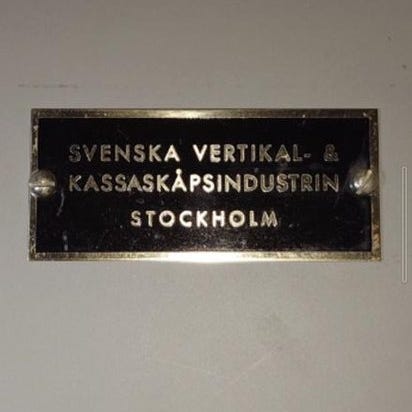 SVENSKA VERTIKAL- &
KASSASKÅPSINDUSTRIN
STOCKHOLM